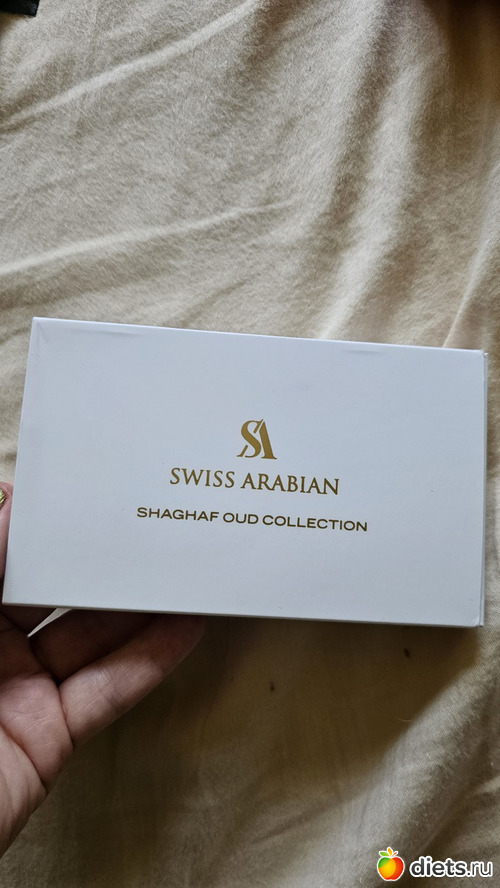 SA
SWISS ARABIAN
SHAGHAF OUD COLLECTION
diets.ru